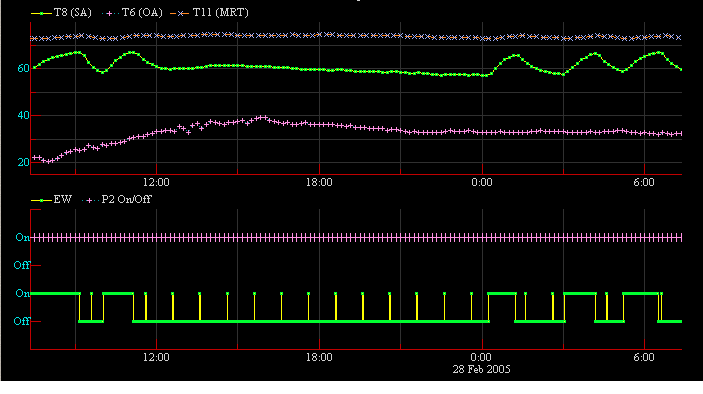 T8 (SA) T6 (OA) T11 (MRT)
60
40
20
12:00 18:00 0:00 6:00
EW P2 On/Off
On
Off
On
Off
12:00 18:00 0:00 6:00
28 Feb 2005